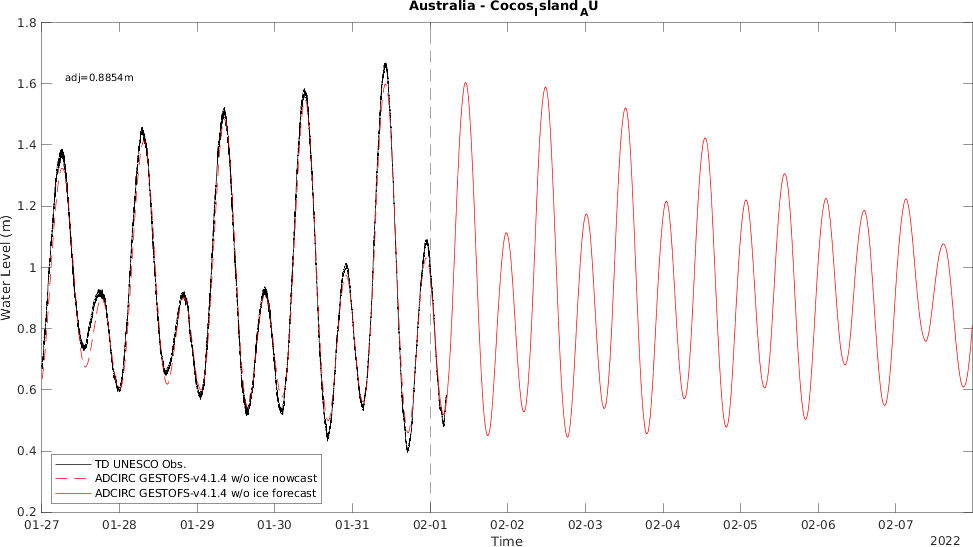 Australia - Cocos_Island_AU
1.8
adj=0.8854m
1.6
1.4
1.2
1
0.8
0.6
0.4
0.2
Water Level (m)
TD UNESCO Obs.
ADCIRC GESTOFS-v4.1.4 w/o ice nowcast
ADCIRC GESTOFS-v4.1.4 w/o ice forecast
01-27 01-28 01-29 01-30 01-31 02-01 02-02 02-03 02-04 02-05 02-06 02-07
Time
2022